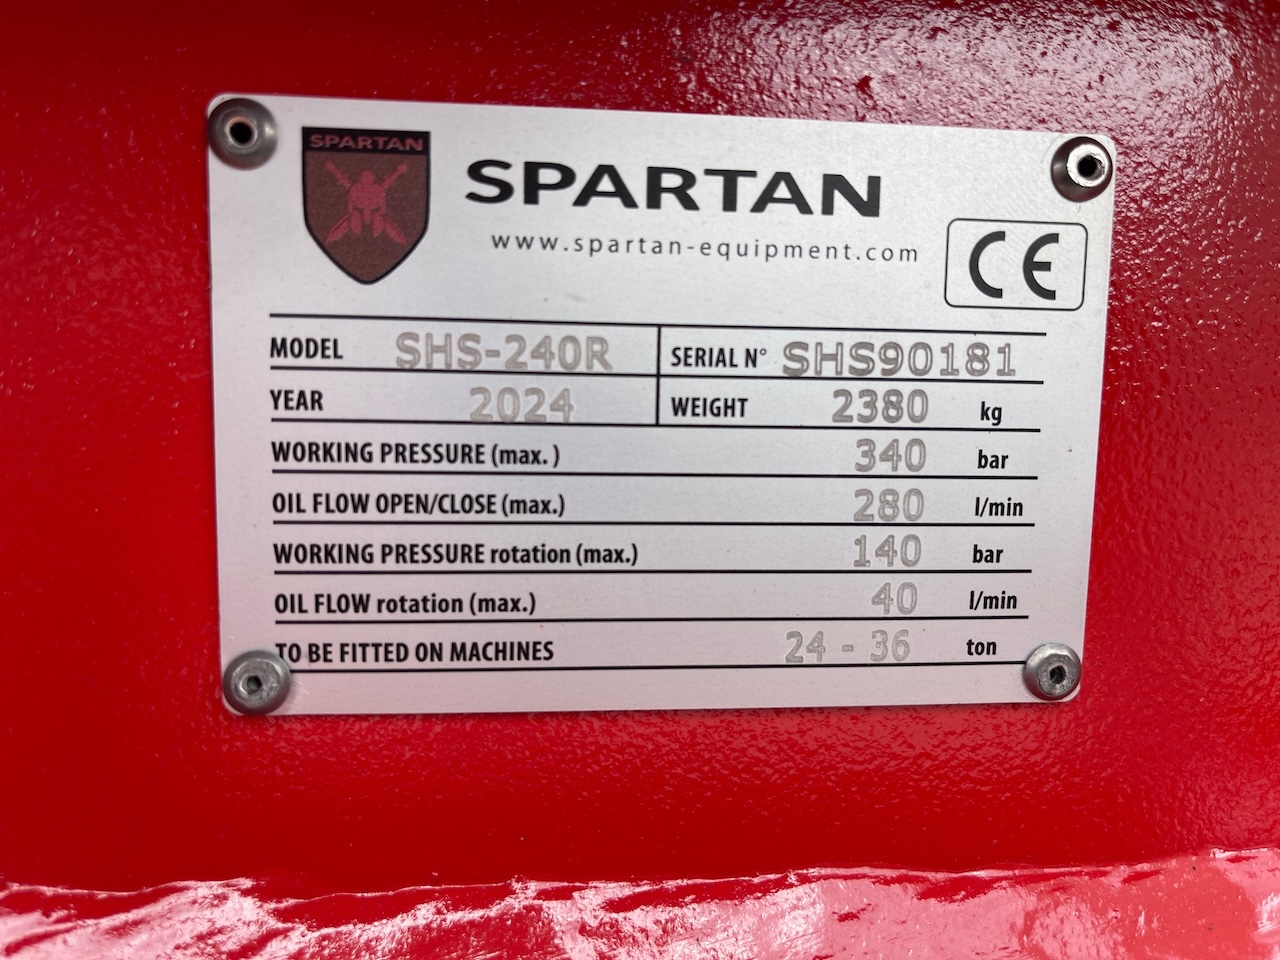 SPARTAN
SPARTAN
www.spartan-equipment.com
CE
MODEL SHS-240R SERIAL N° SHS90181
YEAR 2024 WEIGHT 2380 kg
WORKING PRESSURE (max. ) 340 bar
OIL FLOW OPEN/CLOSE (max.) 280 l/min
WORKING PRESSURE rotation (max.) 140 bar
OIL FLOW rotation (max.) 40 l/min
TO BE FITTED ON MACHINES 24 - 36 ton